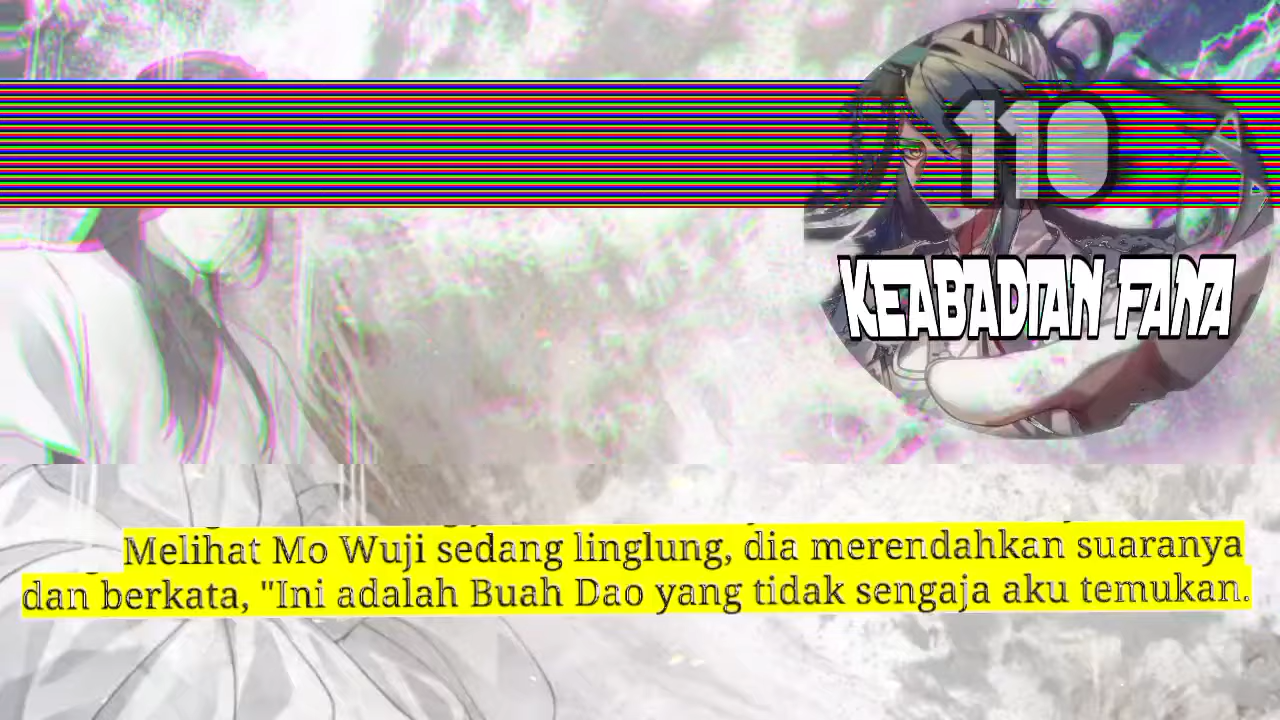 110
KEABADIAN FANA
Melihat Mo Wuji sedang linglung, dia merendahkan suaranya
dan berkata, "Ini adalah Buah Dao yang tidak sengaja aku temukan.